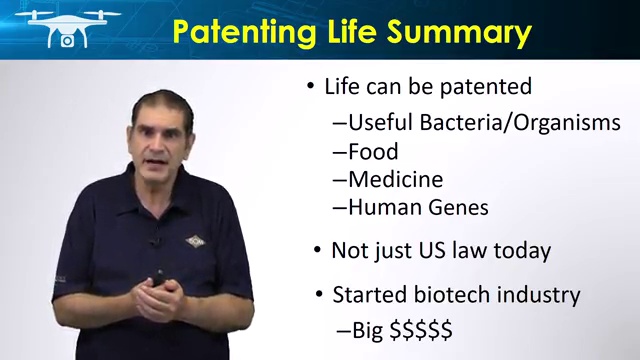 Patenting Life Summary
• Life can be patented
–Useful Bacteria/Organisms
–Food
–Medicine
–Human Genes
• Not just US law today
• Started biotech industry
–Big $$$$$